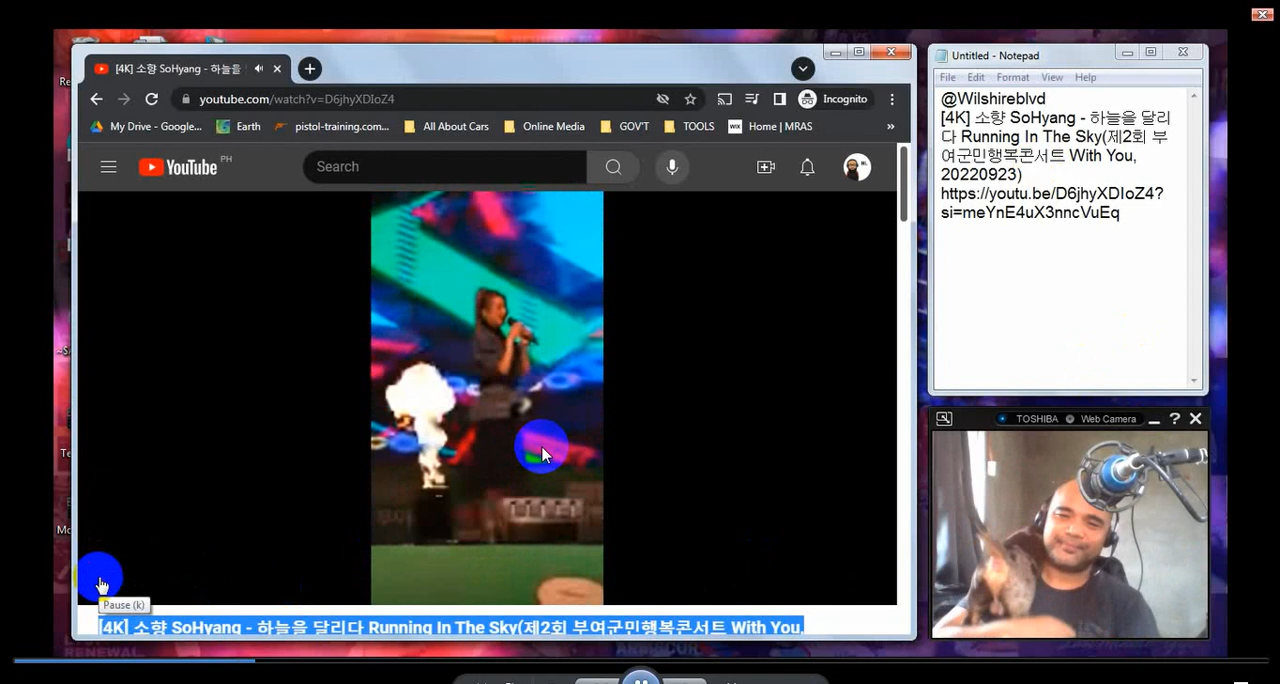 [4K] 소향 SoHyang - 하늘을
youtube.com/watch?v=D6jhyXDIoZ4
Incognito
My Drive - Google...
Earth
pistol-training.com...
All About Cars
Online Media
GOV'T
TOOLS
WIX
Home | MRAS
»
YouTube PH
Search
Pause (k)
[4K] 소향 SoHyang - 하늘을 달리다 Running In The Sky(제2회 부여군민행복콘서트 With You,
Untitled - Notepad
File Edit Format View Help
@Wilshireblvd
[4K] 소향 SoHyang - 하늘을 달리
다 Running In The Sky(제2회 부
여군민행복콘서트 With You,
20220923)
https://youtu.be/D6jhyXDIoZ4?
si=meYnE4uX3nncVuEq
TOSHIBA Web Camera
RENEWAL